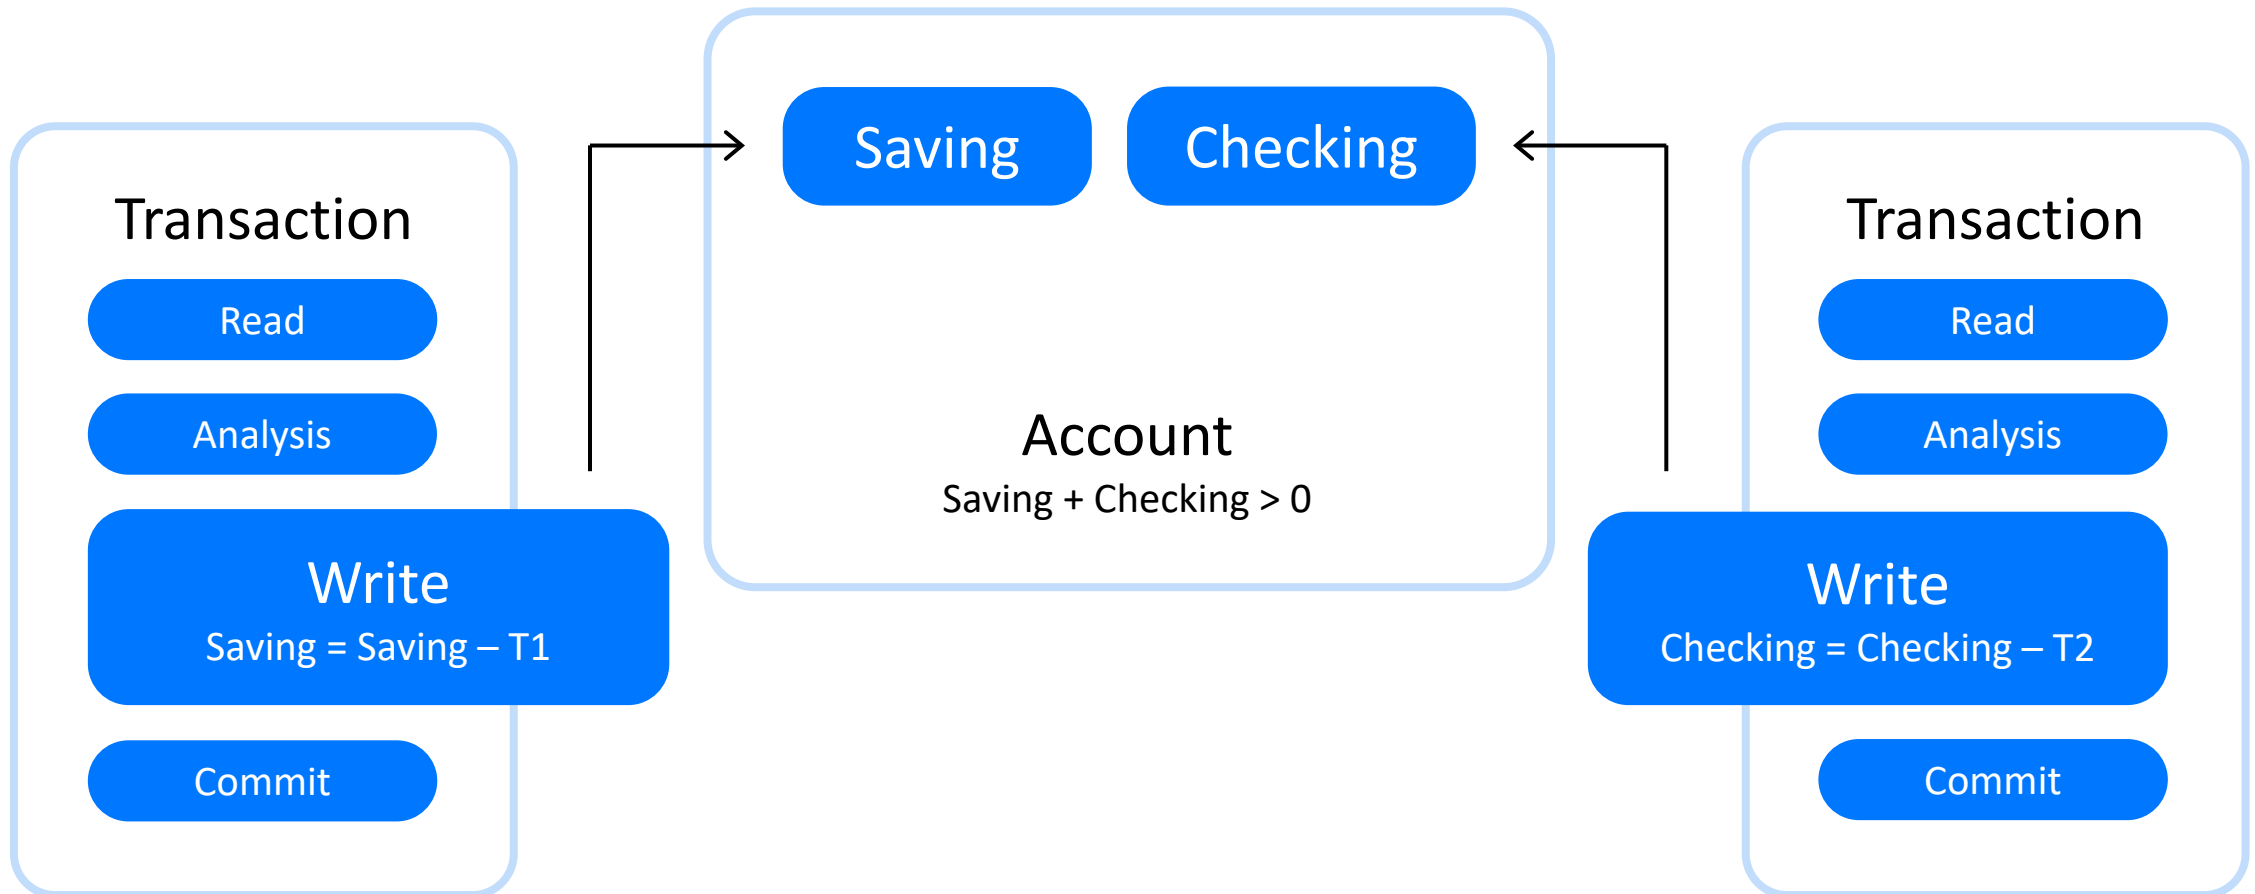 Transaction
Read
Analysis
Write
Saving = Saving – T1
Commit
Saving
Checking
Account
Saving + Checking > 0
Transaction
Read
Analysis
Write
Checking = Checking – T2
Commit